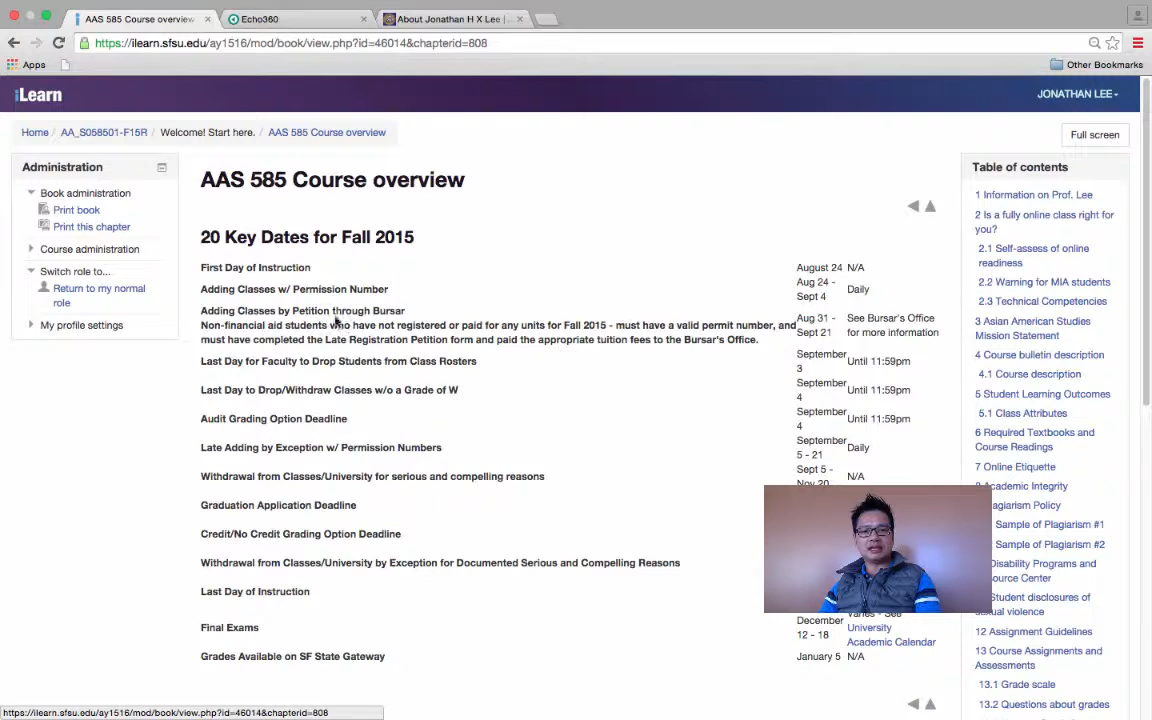 AAS 585 Course overview
Echo360
About Jonathan H X Lee |
https://ilearn.sfsu.edu/ay1516/mod/book/view.php?id=46014&chapterid=808
Apps
Other Bookmarks
iLearn
JONATHAN LEE
Home / AA_S058501-F15R / Welcome! Start here. / AAS 585 Course overview
Full screen
Administration
Book administration
Print book
Print this chapter
Course administration
Switch role to...
Return to my normal
role
My profile settings
AAS 585 Course overview
20 Key Dates for Fall 2015
First Day of Instruction August 24 N/A
Adding Classes w/ Permission Number Aug 24 - Sept 4 Daily
Adding Classes by Petition through Bursar
Non-financial aid students who have not registered or paid for any units for Fall 2015 - must have a valid permit number, and
must have completed the Late Registration Petition form and paid the appropriate tuition fees to the Bursar's Office.
Aug 31 - See Bursar's Office
Sept 21 for more information
Last Day for Faculty to Drop Students from Class Rosters September 3 Until 11:59pm
Last Day to Drop/Withdraw Classes w/o a Grade of W September 4 Until 11:59pm
Audit Grading Option Deadline September 4 Until 11:59pm
Late Adding by Exception w/ Permission Numbers September 5 - 21 Daily
Withdrawal from Classes/University for serious and compelling reasons Sept 5 - Nov 20 N/A
Graduation Application Deadline
Credit/No Credit Grading Option Deadline
Withdrawal from Classes/University by Exception for Documented Serious and Compelling Reasons
Last Day of Instruction
Final Exams December 12 - 18 Varies - See University Academic Calendar
Grades Available on SF State Gateway January 5 N/A
Table of contents
1 Information on Prof. Lee
2 Is a fully online class right for
you?
2.1 Self-assess of online
readiness
2.2 Warning for MIA students
2.3 Technical Competencies
3 Asian American Studies
Mission Statement
4 Course bulletin description
4.1 Course description
5 Student Learning Outcomes
5.1 Class Attributes
6 Required Textbooks and
Course Readings
7 Online Etiquette
Academic Integrity
Policy
Sample of Plagiarism #1
Sample of Plagiarism #2
Disability Programs and
Center
Student disclosures of
violence
12 Assignment Guidelines
13 Course Assignments and
Assessments
13.1 Grade scale
13.2 Questions about grades
https://ilearn.sfsu.edu/ay1516/mod/book/view.php?id=46014&chapterid=808